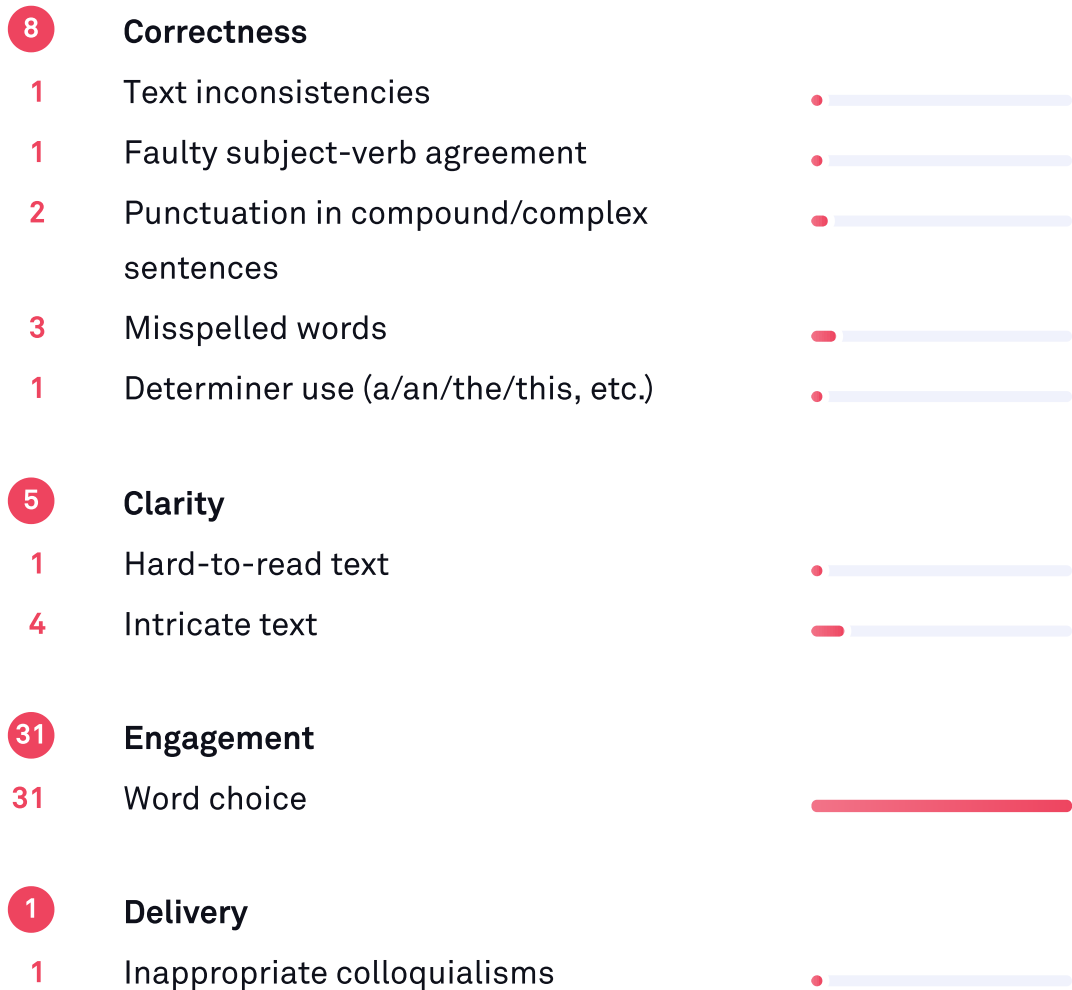 8 Correctness
1 Text inconsistencies
1 Faulty subject-verb agreement
2 Punctuation in compound/complex
sentences
3 Misspelled words
1 Determiner use (a/an/the/this, etc.)
5 Clarity
1 Hard-to-read text
4 Intricate text
31 Engagement
31 Word choice
1 Delivery
1 Inappropriate colloquialisms